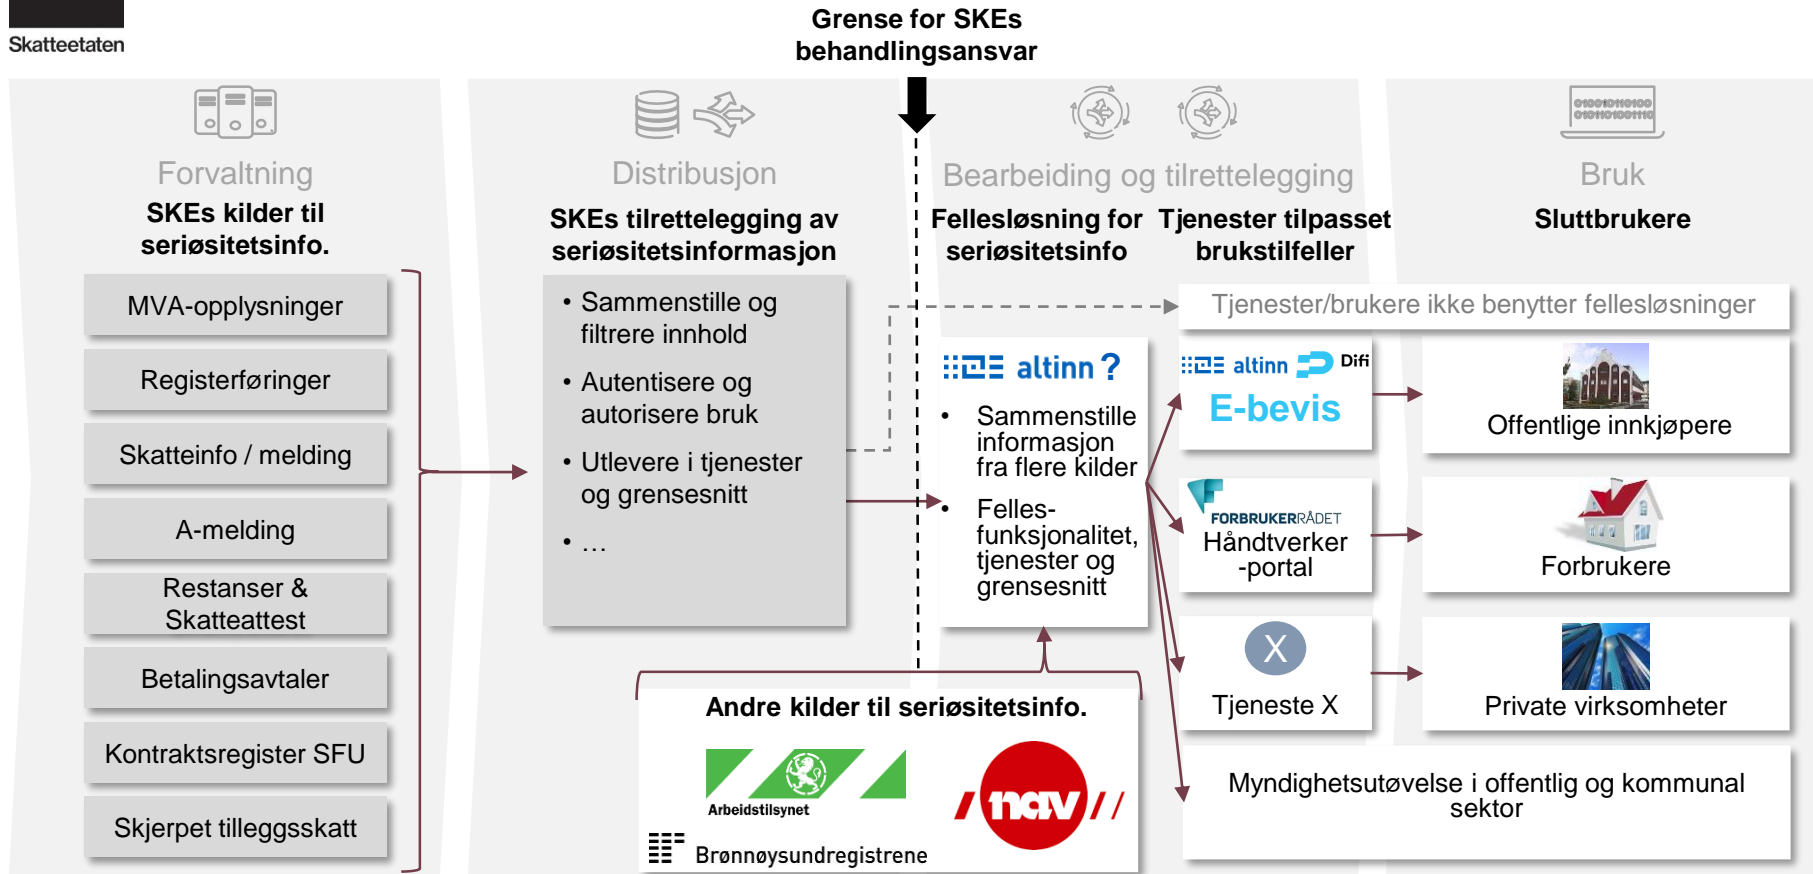 Skatteetaten
Grense for SKEs
behandlingsansvar
Forvaltning
SKEs kilder til
seriøsitetsinfo.
MVA-opplysninger
Registerføringer
Skatteinfo / melding
A-melding
Restanser &
Skatteattest
Betalingsavtaler
Kontraktsregister SFU
Skjerpet tilleggsskatt
Distribusjon
SKEs tilrettelegging av
seriøsitetsinformasjon
• Sammenstille og
filtrere innhold
• Autentisere og
autorisere bruk
• Utlevere i tjenester
og grensesnitt
• …
Bearbeiding og tilrettelegging
Fellesløsning for
seriøsitetsinfo
altinn ?
• Sammenstille
informasjon
fra flere kilder
• Felles-
funksjonalitet,
tjenester og
grensesnitt
Andre kilder til seriøsitetsinfo.
Arbeidstilsynet
nav
Brønnøysundregistrene
Tjenester tilpasset
brukstilfeller
Tjenester/brukere ikke benytter fellesløsninger
altinn Difi
E-bevis
FORBRUKERRÅDET
Håndtverker
-portal
X
Tjeneste X
Myndighetsutøvelse i offentlig og kommunal
sektor
0100101101000
01011010011110
Bruk
Sluttbrukere
Offentlige innkjøpere
Forbrukere
Private virksomheter